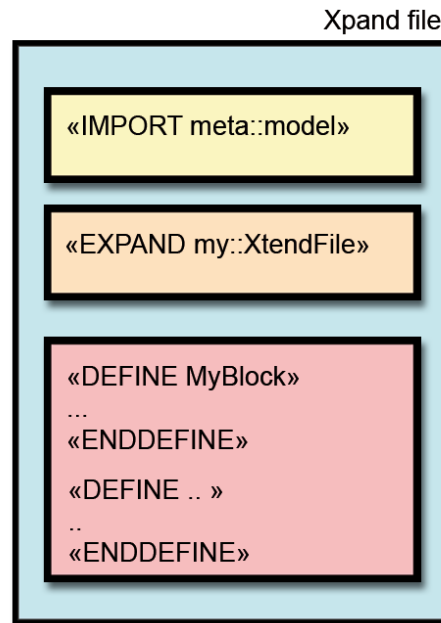 Xpand file
«IMPORT meta::model»
«EXPAND my::XtendFile»
«DEFINE MyBlock»
...
«ENDDEFINE»
«DEFINE .. »
..
«ENDDEFINE»